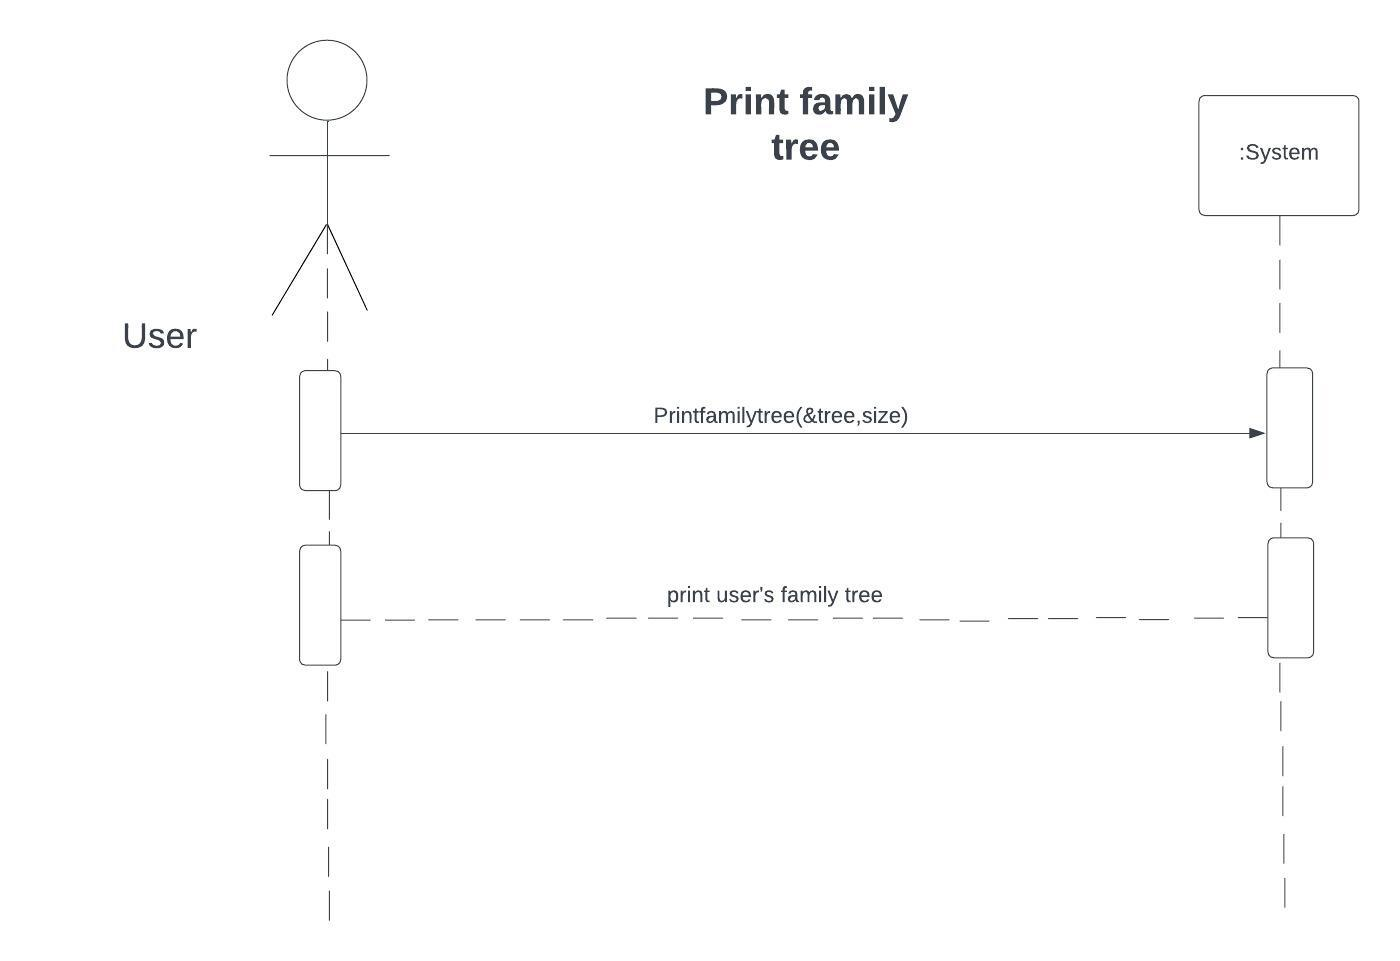 Print family
tree
:System
User
Printfamilytree(&tree,size)
print user's family tree